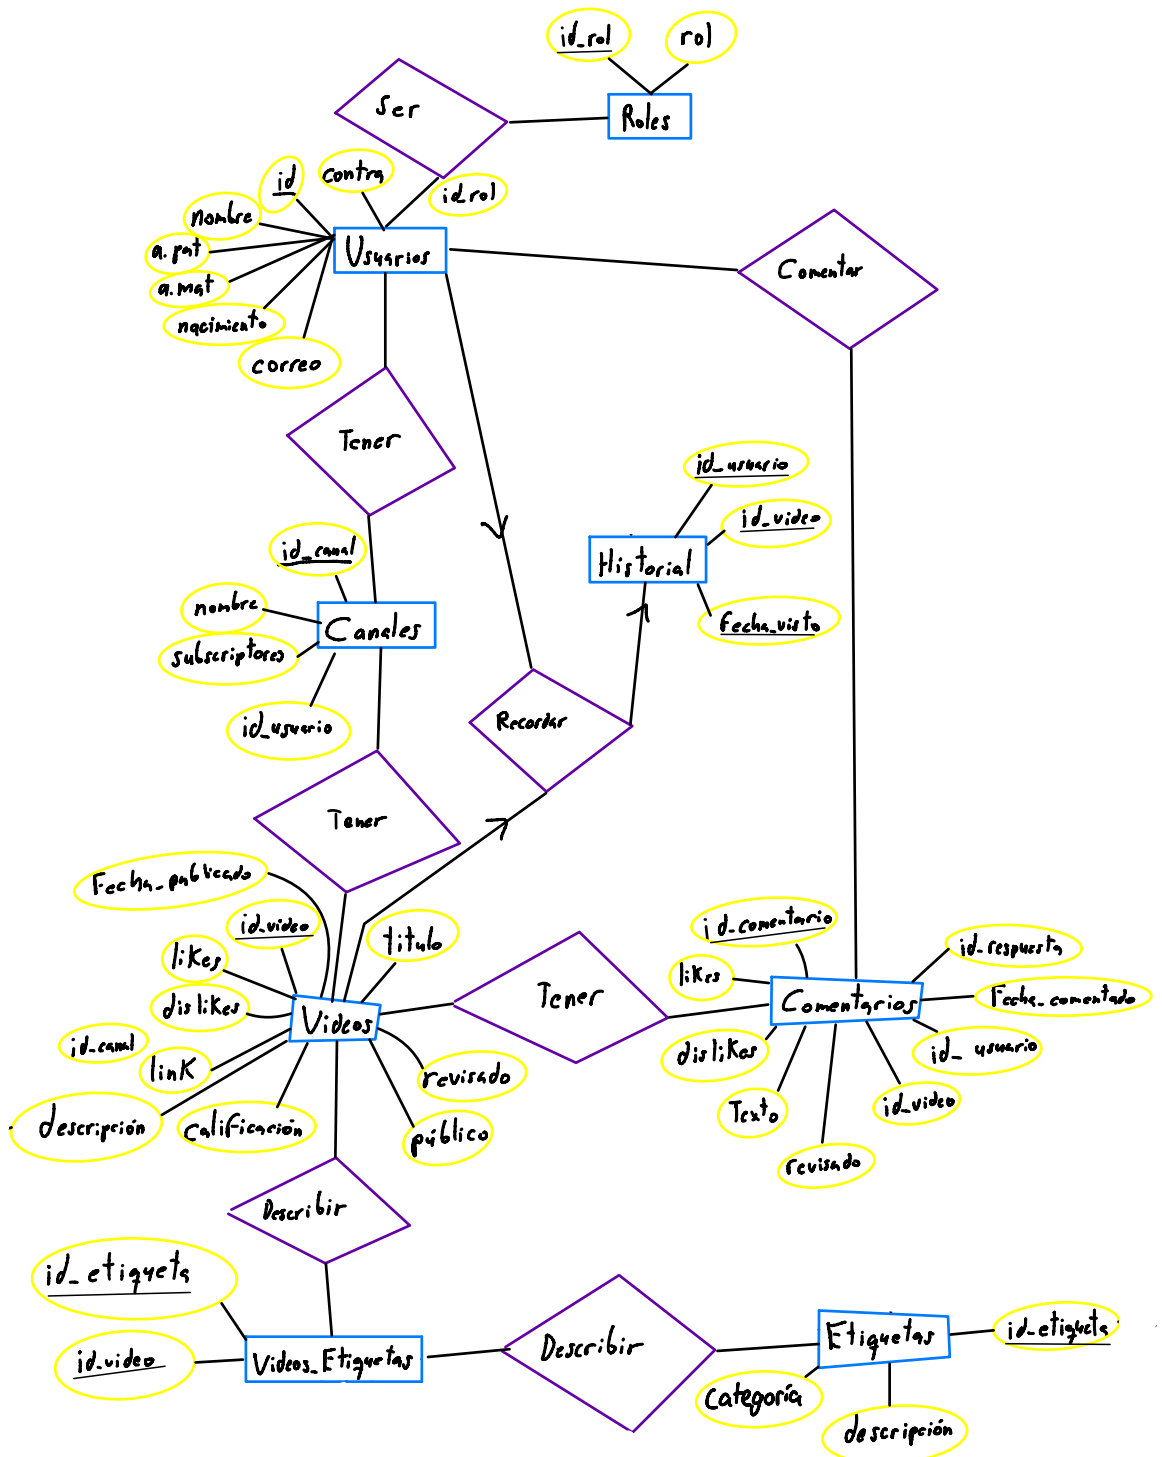 id_rol
rol
Ser
Roles
id
contra
id_rol
nombre
a.pat
a.mat
nacimiento
correo
Usuarios
Comentar
Tener
id_usuario
id_video
Historial
fecha_visto
id_canal
nombre
subscriptores
id_usuario
Canales
Recordar
Tener
Fecha_publicado
id_video
titulo
likes
dislikes
id_canal
link
descripción
calificación
público
revisado
Videos
Tener
id_comentario
likes
dislikes
Texto
revisado
id_video
id_usuario
Fecha_comentado
id_respuesta
Comentarios
Describir
id_etiqueta
id_video
Videos_Etiquetas
Describir
Etiquetas
id_etiqueta
categoría
descripción